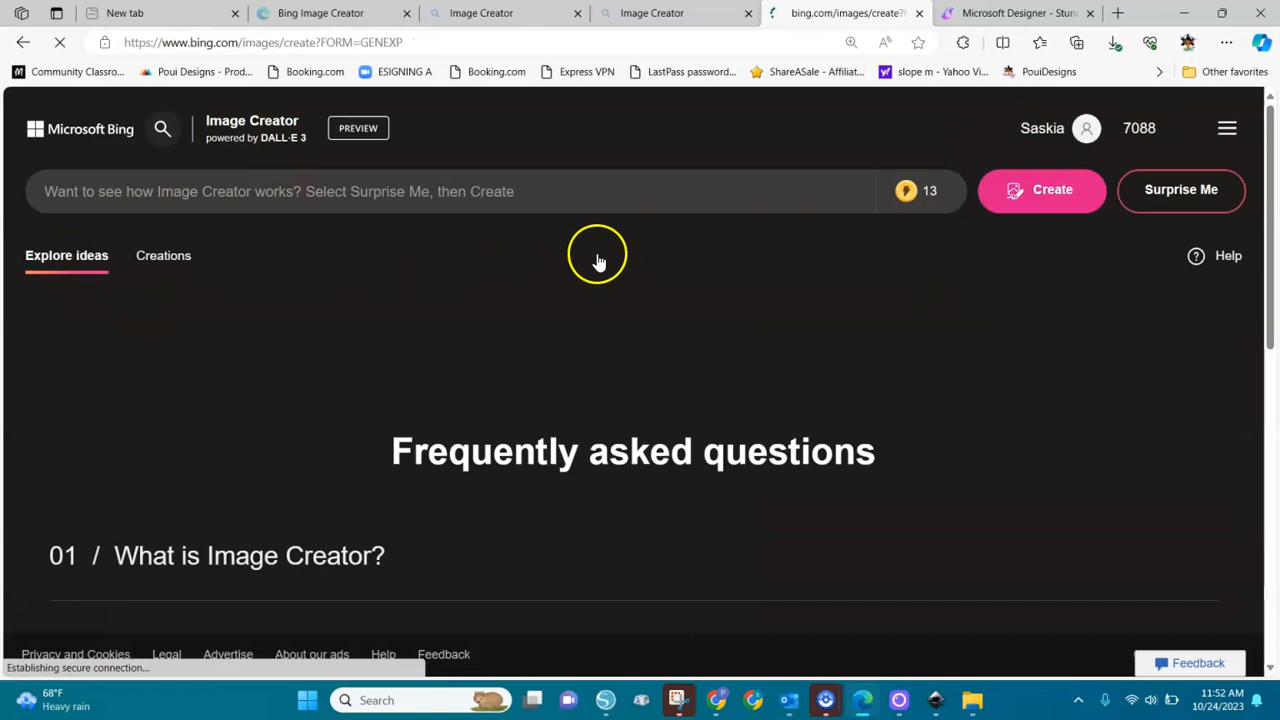 New tab
Bing Image Creator
Image Creator
Image Creator
bing.com/images/create?F
Microsoft Designer - Stunn
https://www.bing.com/images/create?FORM=GENEXP
Community Classro...
Poui Designs - Prod...
Booking.com
ESIGNING A
Booking.com
Express VPN
LastPass password...
ShareASale - Affiliat...
slope m - Yahoo Vi...
PouiDesigns
Other favorites
Microsoft Bing
Image Creator
powered by DALL·E 3
PREVIEW
Saskia
7088
Want to see how Image Creator works? Select Surprise Me, then Create
13
Create
Surprise Me
Explore ideas
Creations
Help
Frequently asked questions
01 / What is Image Creator?
Privacy and Cookies
Legal
Advertise
About our ads
Help
Feedback
Feedback
Establishing secure connection...
68°F
Heavy rain
Search
11:52 AM
10/24/2023